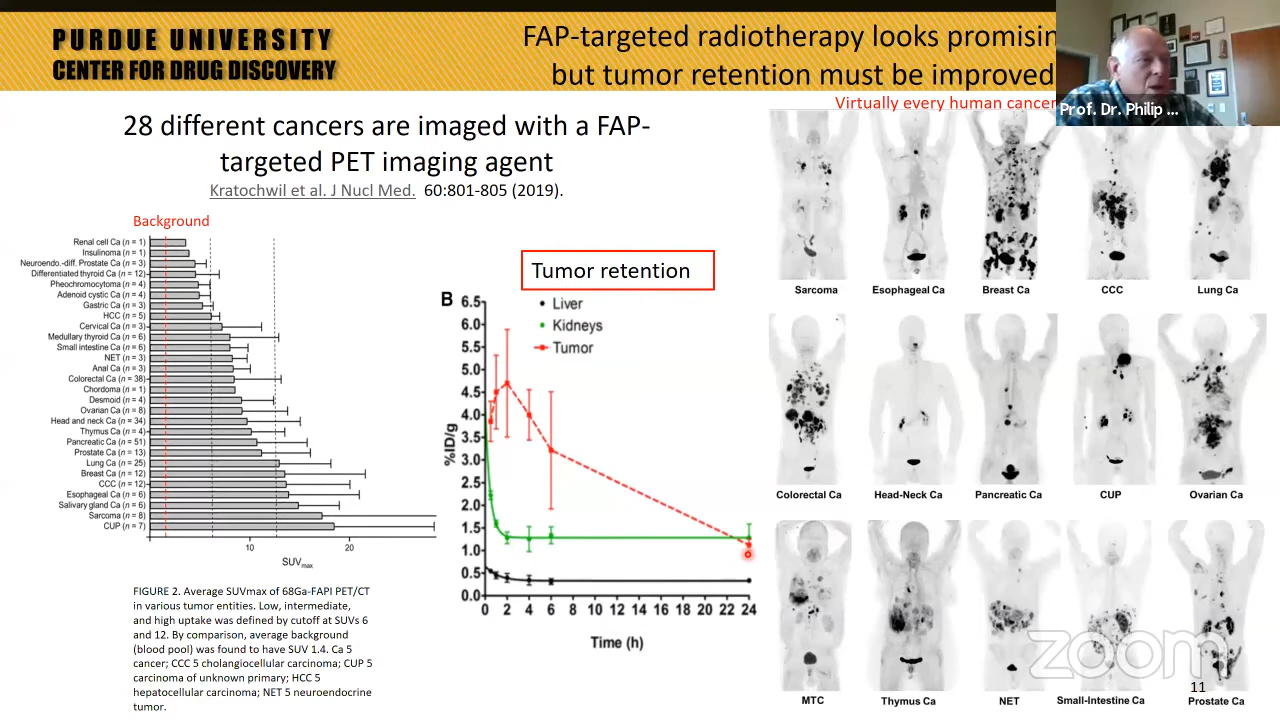 PURDUE UNIVERSITY
CENTER FOR DRUG DISCOVERY
FAP-targeted radiotherapy looks
but tumor retention must be improved
Virtually every human cancer
Prof. Dr. Philip ...
28 different cancers are imaged with a FAP-
targeted PET imaging agent
Kratochwil et al. J Nucl Med. 60:801-805 (2019).
Background
Renal cell Ca (n = 1)
Insulinoma (n = 1)
Neuroendo.-diff. Prostate Ca (n = 3)
Differentiated thyroid Ca (n = 12)
Pheochromocytoma (n = 4)
Adenoid cystic Ca (n = 4)
Gastric Ca (n = 3)
HCC (n = 5)
Cervical Ca (n = 3)
Medullary thyroid Ca (n = 6)
Small intestine Ca (n = 6)
NET (n = 3)
Anal Ca (n = 3)
Colorectal Ca (n = 38)
Chordoma (n = 1)
Desmoid (n = 4)
Ovarian Ca (n = 8)
Head and neck Ca (n = 34)
Thymus Ca (n = 4)
Pancreatic Ca (n = 51)
Prostate Ca (n = 13)
Lung Ca (n = 25)
Breast Ca (n = 12)
CCC (n = 12)
Esophageal Ca (n = 6)
Salivary gland Ca (n = 6)
Sarcoma (n = 8)
CUP (n = 7)
10 20
SUVmax
FIGURE 2. Average SUVmax of 68Ga-FAPI PET/CT
in various tumor entities. Low, intermediate,
and high uptake was defined by cutoff at SUVs 6
and 12. By comparison, average background
(blood pool) was found to have SUV 1.4. Ca 5
cancer; CCC 5 cholangiocellular carcinoma; CUP 5
carcinoma of unknown primary; HCC 5
hepatocellular carcinoma; NET 5 neuroendocrine
tumor.
Tumor retention
B
Liver
Kidneys
Tumor
6.5
6.0
5.5
5.0
4.5
4.0
3.5
3.0
2.5
2.0
1.5
1.0
0.5
0.0
%ID/g
0 2 4 6 8 10 12 14 16 18 20 22 24
Time (h)
Sarcoma Esophageal Ca Breast Ca CCC Lung Ca
Colorectal Ca Head-Neck Ca Pancreatic Ca CUP Ovarian Ca
MTC Thymus Ca NET Small-Intestine Ca Prostate Ca
zoom
11